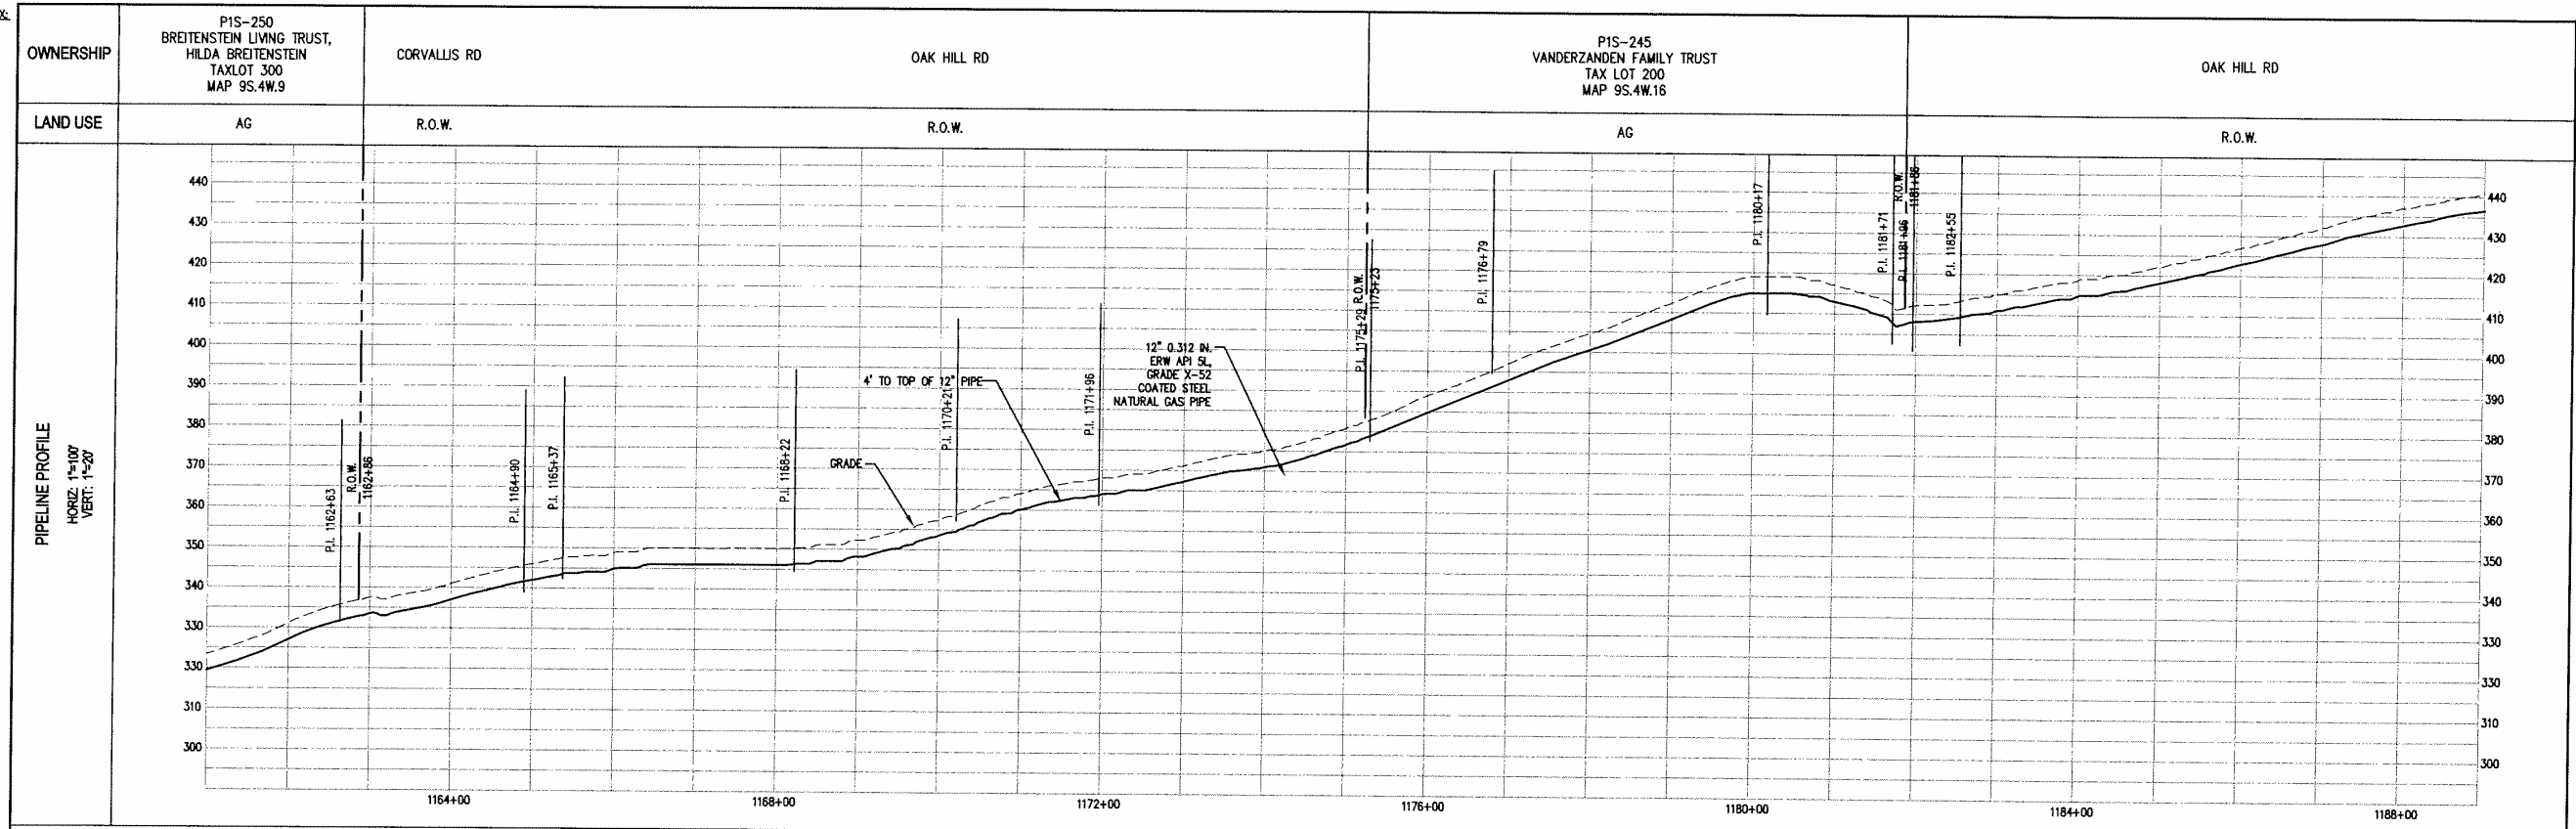 OWNERSHIP
P1S-250
BREITENSTEIN LIVING TRUST,
HILDA BREITENSTEIN
TAXLOT 300
MAP 9S.4W.9
CORVALLIS RD
OAK HILL RD
P1S-245
VANDERZANDEN FAMILY TRUST
TAX LOT 200
MAP 9S.4W.16
OAK HILL RD
LAND USE
AG
R.O.W.
R.O.W.
AG
R.O.W.
PIPELINE PROFILE
HORIZ: 1"=100'
VERT: 1"=20'
440
430
420
410
400
390
380
370
360
350
340
330
330
310
300
P.I. 1162+63
R.O.W.
1162+86
P.I. 1164+90
P.I. 1165+37
P.I. 1168+22
GRADE
4' TO TOP OF 12" PIPE
P.I. 1170+21
P.I. 1171+96
12" 0.312 IN.
ERW API 5L,
GRADE X-52
COATED STEEL
NATURAL GAS PIPE
P.I. 1175+29
R.O.W.
1175+23
P.I. 1176+79
P.I. 1180+17
P.I. 1181+71
R.O.W.
1181+86
P.I. 1181+96
P.I. 1182+55
440
430
420
410
400
390
380
370
360
350
340
330
330
310
300
1164+00
1168+00
1172+00
1176+00
1180+00
1184+00
1188+00